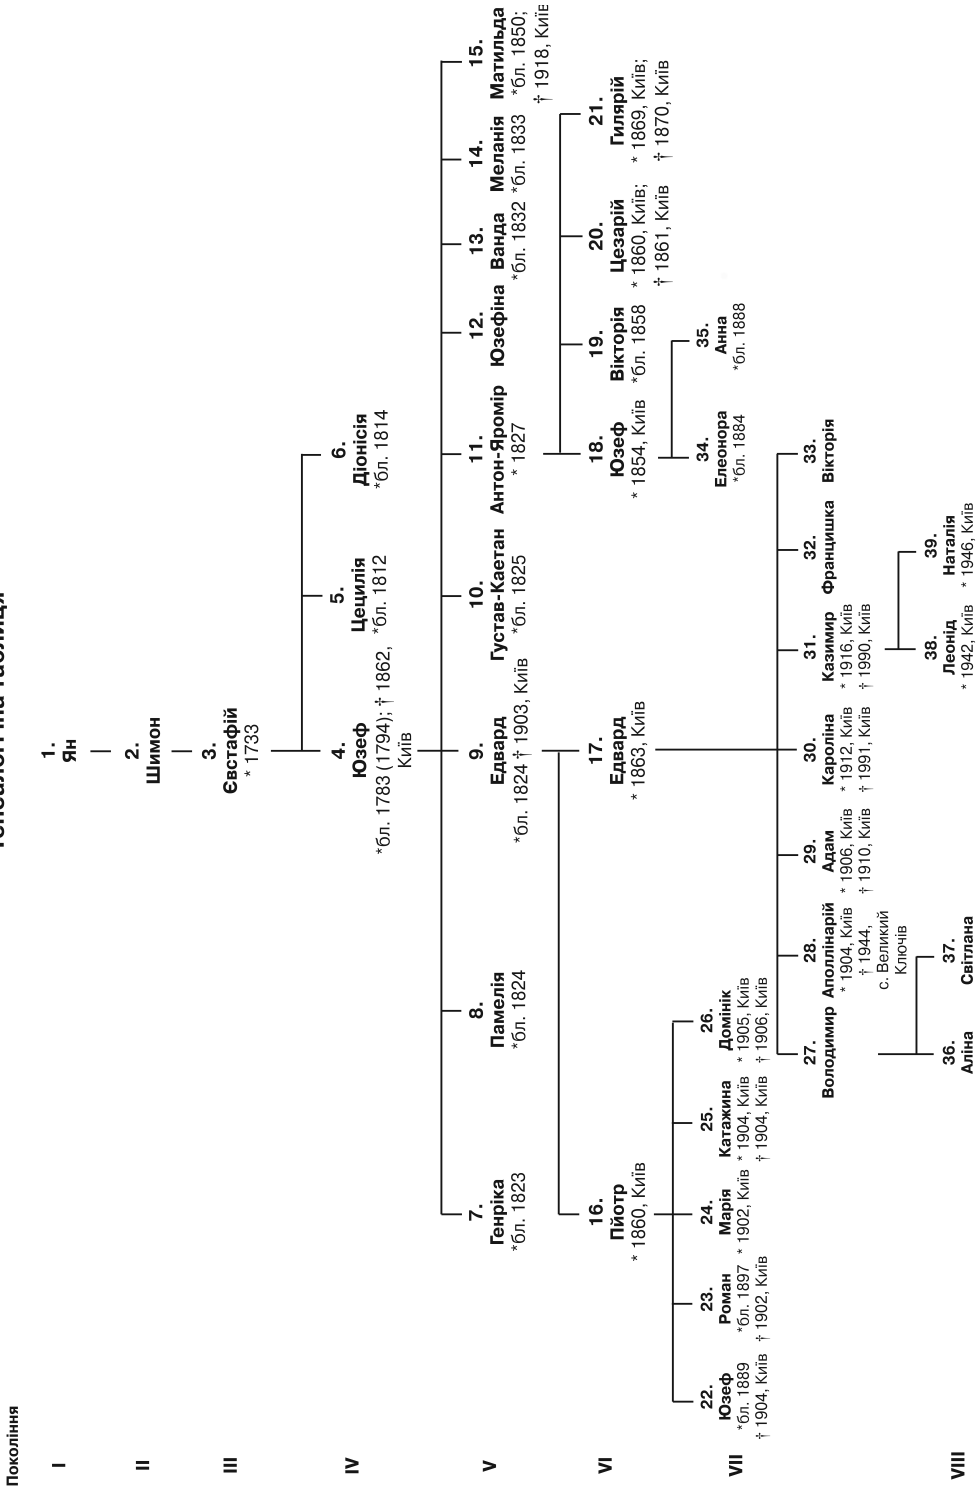 Покоління
I
1.
Ян
II
2.
Шимон
III
3.
Євстафій
* 1733
IV
4.
Юзеф
*бл. 1783 (1794); † 1862,
Київ
5.
Цецилія
*бл. 1812
6.
Діонісія
*бл. 1814
V
7.
Генріка
*бл. 1823
8.
Памелія
*бл. 1824
9.
Едвард
*бл. 1824 † 1903, Київ
10.
Густав-Каетан
*бл. 1825
11.
Антон-Яромір
* 1827
12.
Юзефіна
13.
Ванда
*бл. 1832
14.
Меланія
*бл. 1833
15.
Матильда
*бл. 1850;
† 1918, Київ
VI
16.
Пйотр
* 1860, Київ
17.
Едвард
* 1863, Київ
18.
Юзеф
* 1854, Київ
19.
Вікторія
*бл. 1858
20.
Цезарій
* 1860, Київ;
† 1861, Київ
21.
Гилярій
* 1869, Київ;
† 1870, Київ
VII
22.
Юзеф
*бл. 1889
† 1904, Київ
23.
Роман
*бл. 1897
† 1902, Київ
24.
Марія
* 1902, Київ
25.
Катажина
* 1904, Київ
† 1904, Київ
26.
Домінік
* 1905, Київ
† 1906, Київ
34.
Елеонора
*бл. 1884
35.
Анна
*бл. 1888
27.
Володимир
28.
Аполлінарій
* 1904, Київ
† 1944,
с. Великий
Ключів
29.
Адам
* 1906, Київ
† 1910, Київ
30.
Кароліна
* 1912, Київ
† 1991, Київ
31.
Казимир
* 1916, Київ
† 1990, Київ
32.
Францишка
33.
Вікторія
VIII
36.
Аліна
37.
Світлана
38.
Леонід
* 1942, Київ
39.
Наталія
* 1946, Київ